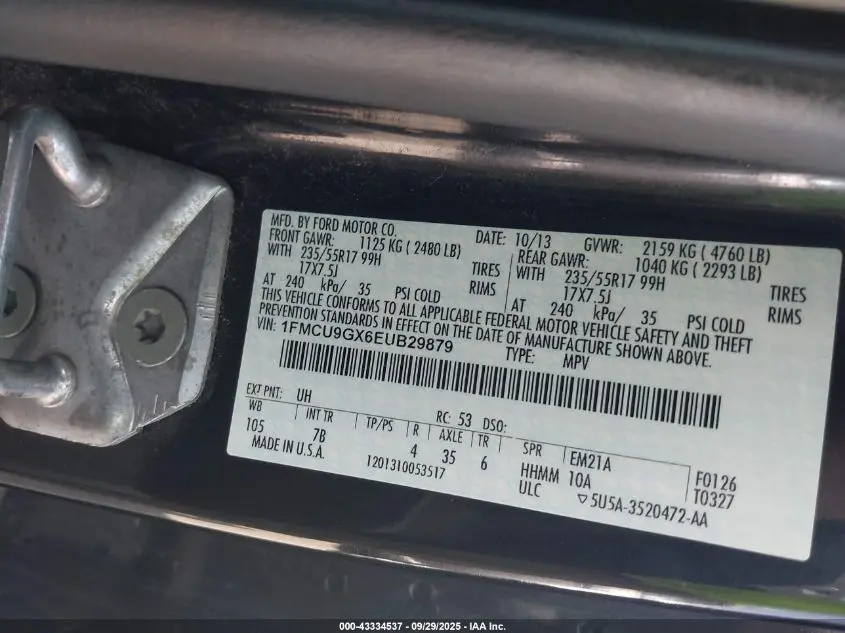 MFD. BY FORD MOTOR CO. DATE: 10/13 GVWR: 2159 KG ( 4760 LB)
FRONT GAWR: 1125 KG ( 2480 LB) REAR GAWR: 1040 KG ( 2293 LB)
WITH 235/55R17 99H TIRES WITH 235/55R17 99H TIRES
17X7.5J RIMS 17X7.5J RIMS
AT 240 kPa/ 35 PSI COLD AT 240 kPa/ 35 PSI COLD
THIS VEHICLE CONFORMS TO ALL APPLICABLE FEDERAL MOTOR VEHICLE SAFETY AND THEFT
PREVENTION STANDARDS IN EFFECT ON THE DATE OF MANUFACTURE SHOWN ABOVE.
VIN: 1FMCU9GX6EUB29879 TYPE: MPV
EXT PNT: UH RC: 53 DSO:
WB INT TR TP/PS R AXLE TR SPR EM21A F0126
105 7B 4 35 6 HHMM 10A T0327
MADE IN U.S.A. 1201310053517 ULC ▽5U5A-3520472-AA
000-43334537 - 09/29/2025 - IAA Inc.